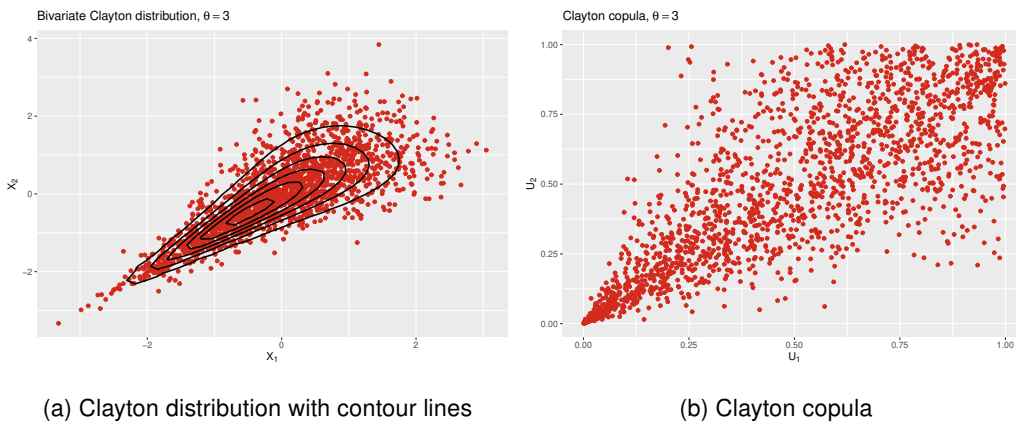 Bivariate Clayton distribution, θ = 3
4
2
0
−2
X2
−2
0
2
X1
(a) Clayton distribution with contour lines
Clayton copula, θ = 3
1.00
0.75
0.50
0.25
0.00
U2
0.00
0.25
0.50
0.75
1.00
U1
(b) Clayton copula